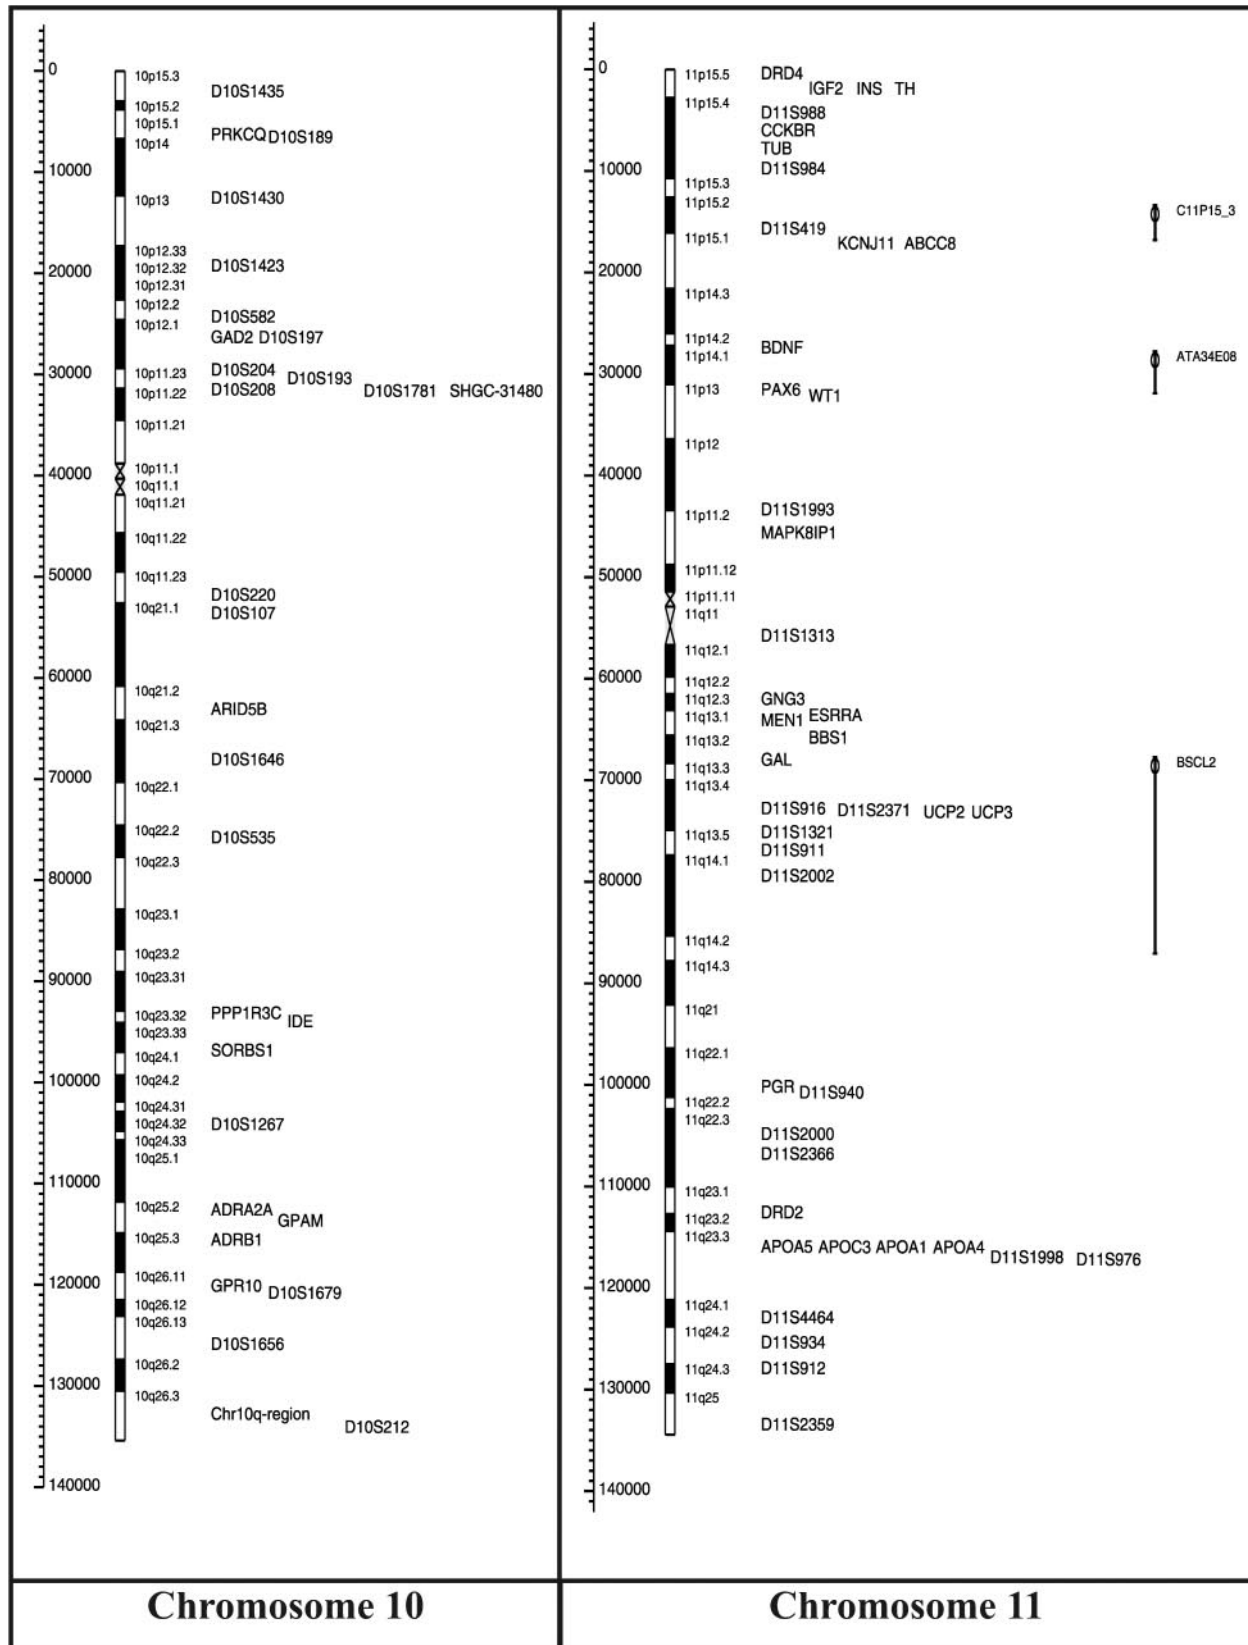 0
10000
20000
30000
40000
50000
60000
70000
80000
90000
100000
110000
120000
130000
140000
10p15.3
10p15.2
10p15.1
10p14
10p13
10p12.33
10p12.32
10p12.31
10p12.2
10p12.1
10p11.23
10p11.22
10p11.21
10p11.1
10q11.1
10q11.21
10q11.22
10q11.23
10q21.1
10q21.2
10q21.3
10q22.1
10q22.2
10q22.3
10q23.1
10q23.2
10q23.31
10q23.32
10q23.33
10q24.1
10q24.2
10q24.31
10q24.32
10q24.33
10q25.1
10q25.2
10q25.3
10q26.11
10q26.12
10q26.13
10q26.2
10q26.3
D10S1435
PRKCQ D10S189
D10S1430
D10S1423
D10S582
GAD2 D10S197
D10S204 D10S193
D10S208 D10S1781 SHGC-31480
D10S220
D10S107
ARID5B
D10S1646
D10S535
PPP1R3C IDE
SORBS1
D10S1267
ADRA2A GPAM
ADRB1
GPR10 D10S1679
D10S1656
Chr10q-region D10S212
Chromosome 10
0
10000
20000
30000
40000
50000
60000
70000
80000
90000
100000
110000
120000
130000
140000
11p15.5
11p15.4
11p15.3
11p15.2
11p15.1
11p14.3
11p14.2
11p14.1
11p13
11p12
11p11.2
11p11.12
11p11.11
11q11
11q12.1
11q12.2
11q12.3
11q13.1
11q13.2
11q13.3
11q13.4
11q13.5
11q14.1
11q14.2
11q14.3
11q21
11q22.1
11q22.2
11q22.3
11q23.1
11q23.2
11q23.3
11q24.1
11q24.2
11q24.3
11q25
DRD4
IGF2 INS TH
D11S988
CCKBR
TUB
D11S984
D11S419
KCNJ11 ABCC8
BDNF
PAX6 WT1
D11S1993
MAPK8IP1
D11S1313
GNG3
MEN1 ESRRA
BBS1
GAL
D11S916 D11S2371 UCP2 UCP3
D11S1321
D11S911
D11S2002
PGR D11S940
D11S2000
D11S2366
DRD2
APOA5 APOC3 APOA1 APOA4 D11S1998 D11S976
D11S4464
D11S934
D11S912
D11S2359
C11P15_3
ATA34E08
BSCL2
Chromosome 11